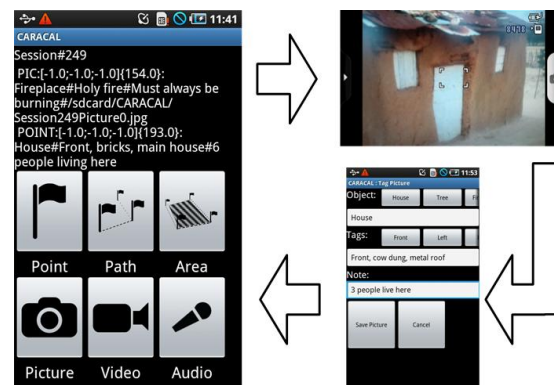 11:41
CARACAL
Session#249
PIC:[-1.0;-1.0;-1.0]{154.0}:
Fireplace#Holy fire#Must always be
burning#/sdcard/CARACAL/
Session249Picture0.jpg
POINT:[-1.0;-1.0;-1.0]{193.0}:
House#Front, bricks, main house#6
people living here
Point
Path
Area
Picture
Video
Audio
11:53
CARACAL : Tag Picture
Object:
House
Tree
House
Tags:
Front
Left
Front, cow dung, metal roof
Note:
3 people live here
Save Picture
Cancel